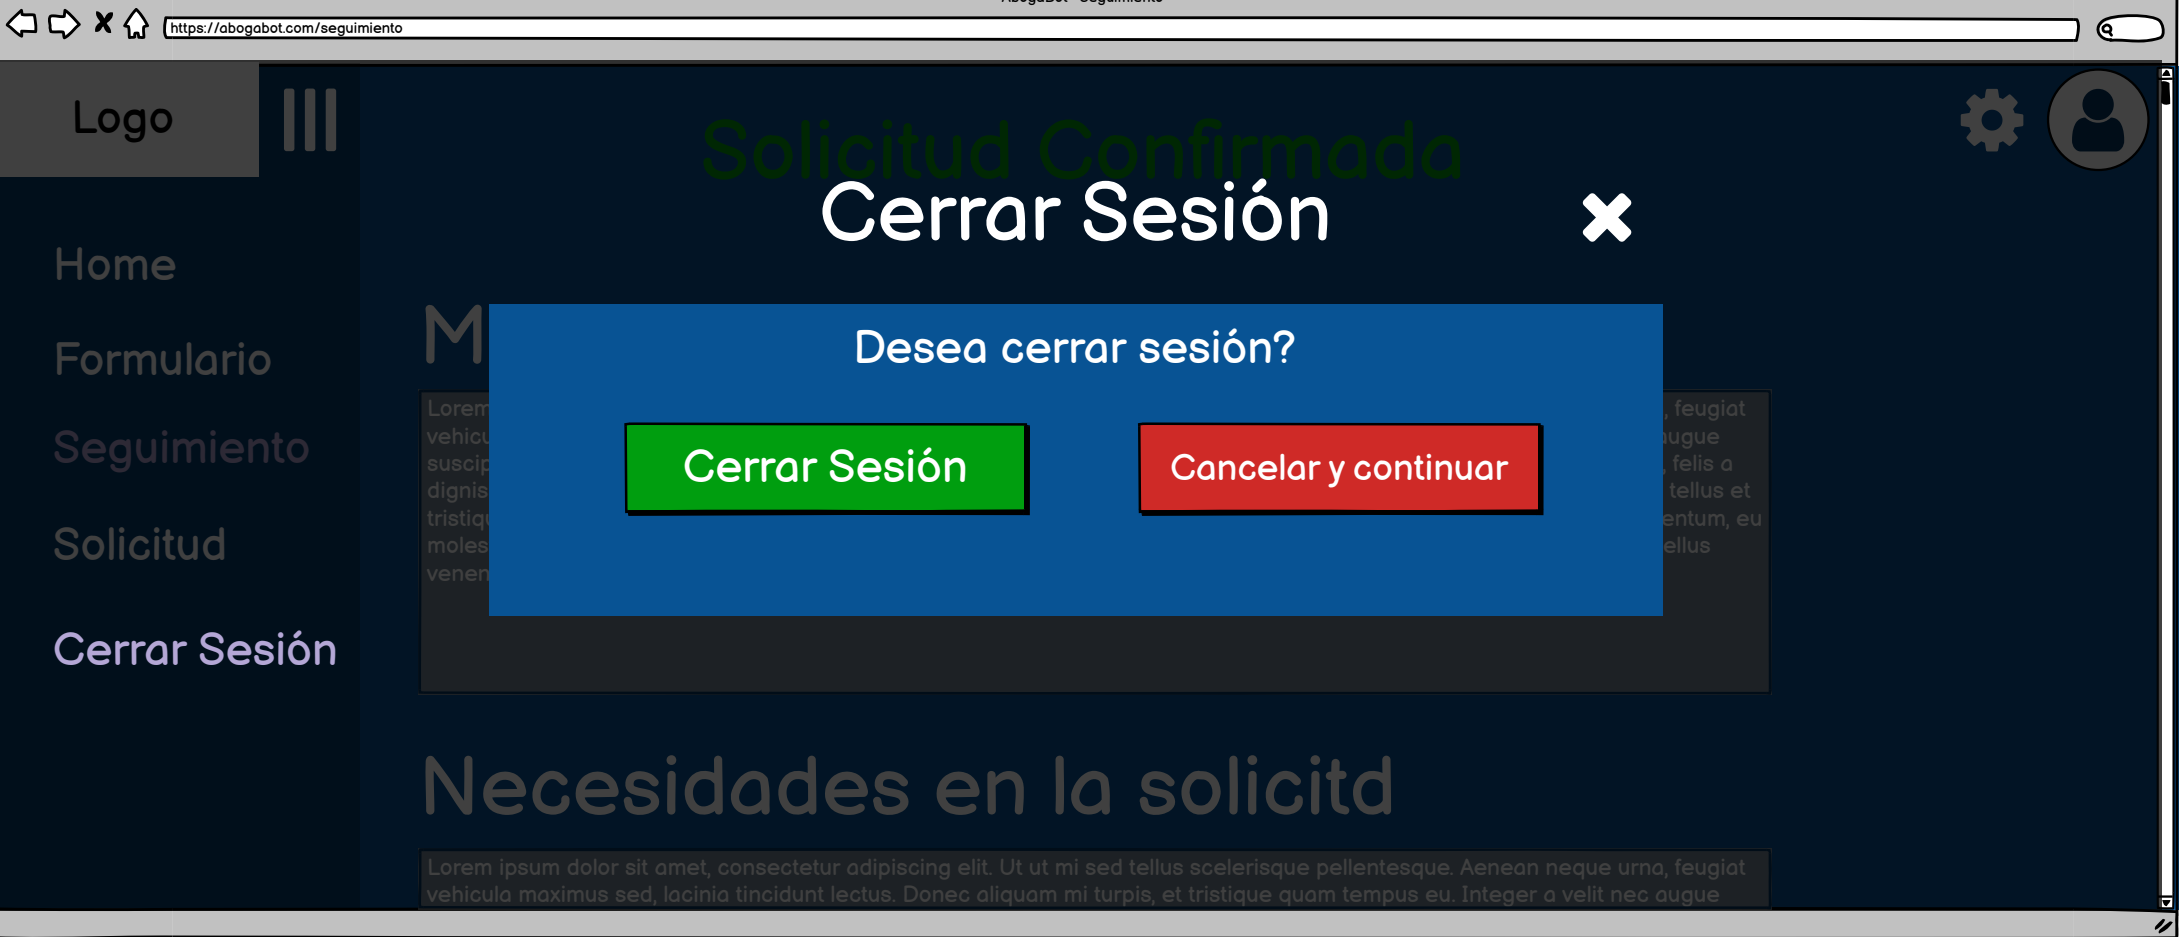 https://abogabot.com/seguimiento
Logo
Solicitud Confirmada
Cerrar Sesión
Home
Formulario
Seguimiento
Solicitud
Cerrar Sesión
M
Desea cerrar sesión?
Cerrar Sesión
Cancelar y continuar
Lorem , feugiat
augue
felis a
tellus et
eu
ellus
Necesidades en la solicitd
Lorem ipsum dolor sit amet, consectetur adipiscing elit. Ut ut mi sed tellus scelerisque pellentesque. Aenean neque urna, feugiat
vehicula maximus sed, lacinia tincidunt lectus. Donec aliquam mi turpis, et tristique quam tempus eu. Integer a velit nec augue